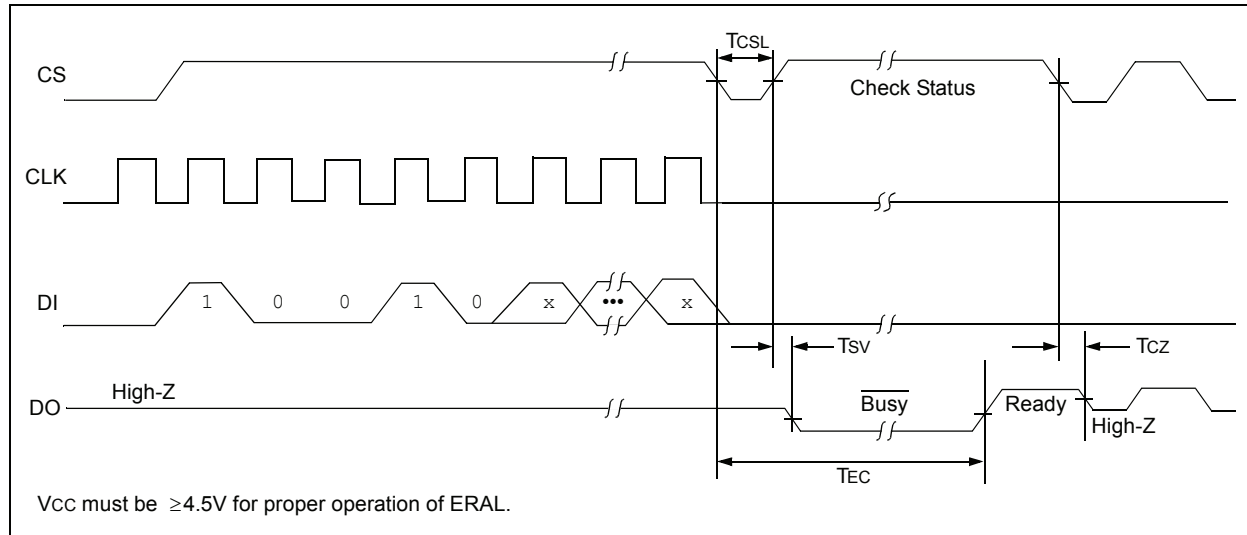 TCSL
CS
Check Status
CLK
DI 1 0 0 1 0 x ••• x
TSV
TCZ
High-Z
DO
Busy
Ready
High-Z
TEC
VCC must be ≥4.5V for proper operation of ERAL.